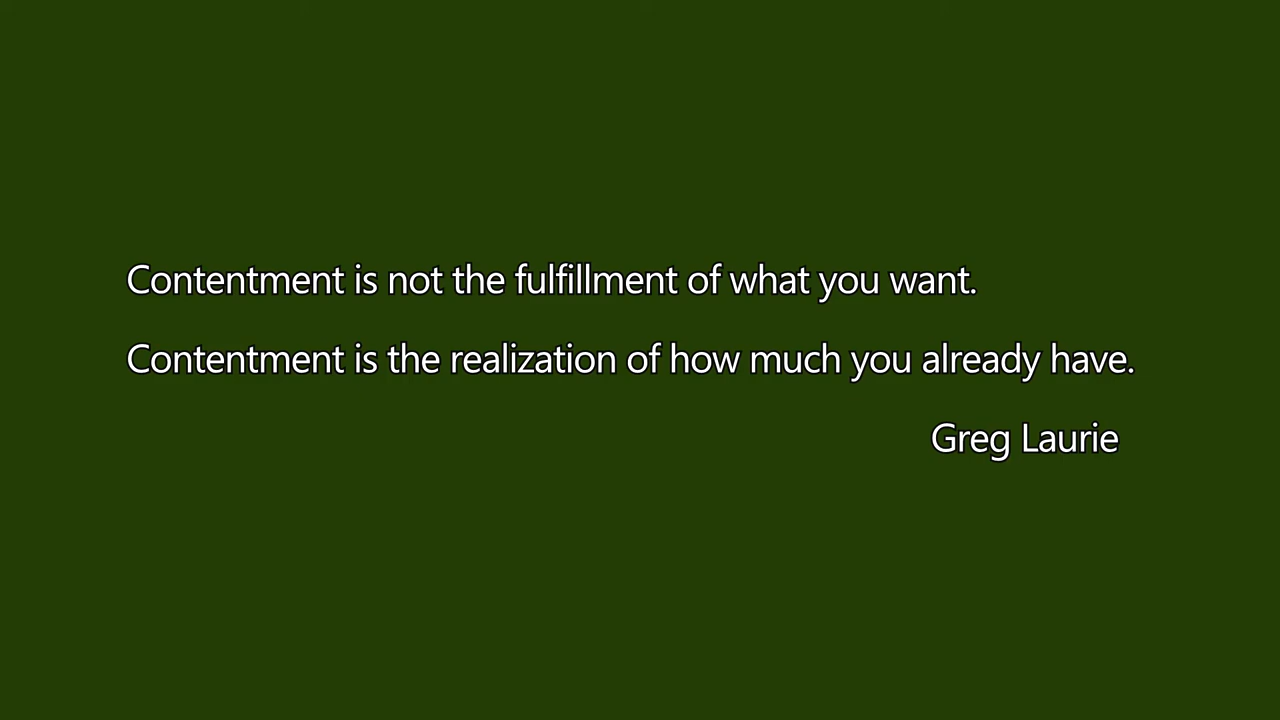 Contentment is not the fulfillment of what you want.
Contentment is the realization of how much you already have.
Greg Laurie